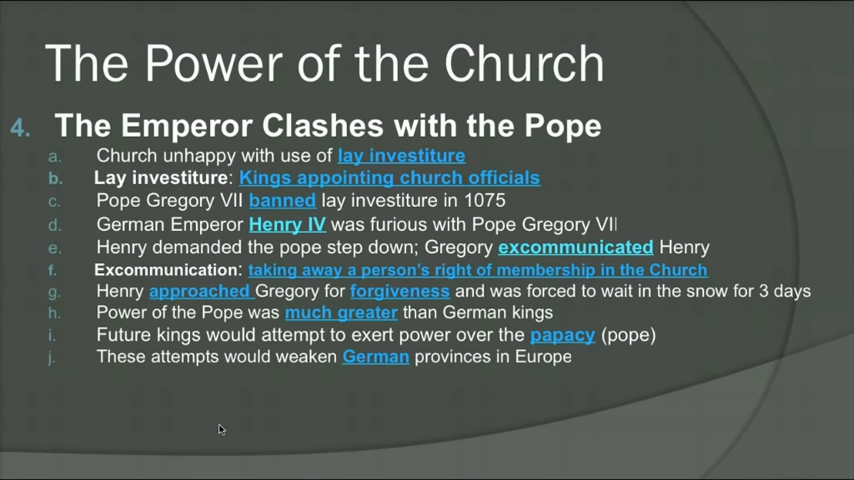 The Power of the Church
4. The Emperor Clashes with the Pope
a. Church unhappy with use of lay investiture
b. Lay investiture: Kings appointing church officials
c. Pope Gregory VII banned lay investiture in 1075
d. German Emperor Henry IV was furious with Pope Gregory VII
e. Henry demanded the pope step down; Gregory excommunicated Henry
f. Excommunication: taking away a person's right of membership in the Church
g. Henry approached Gregory for forgiveness and was forced to wait in the snow for 3 days
h. Power of the Pope was much greater than German kings
i. Future kings would attempt to exert power over the papacy (pope)
j. These attempts would weaken German provinces in Europe